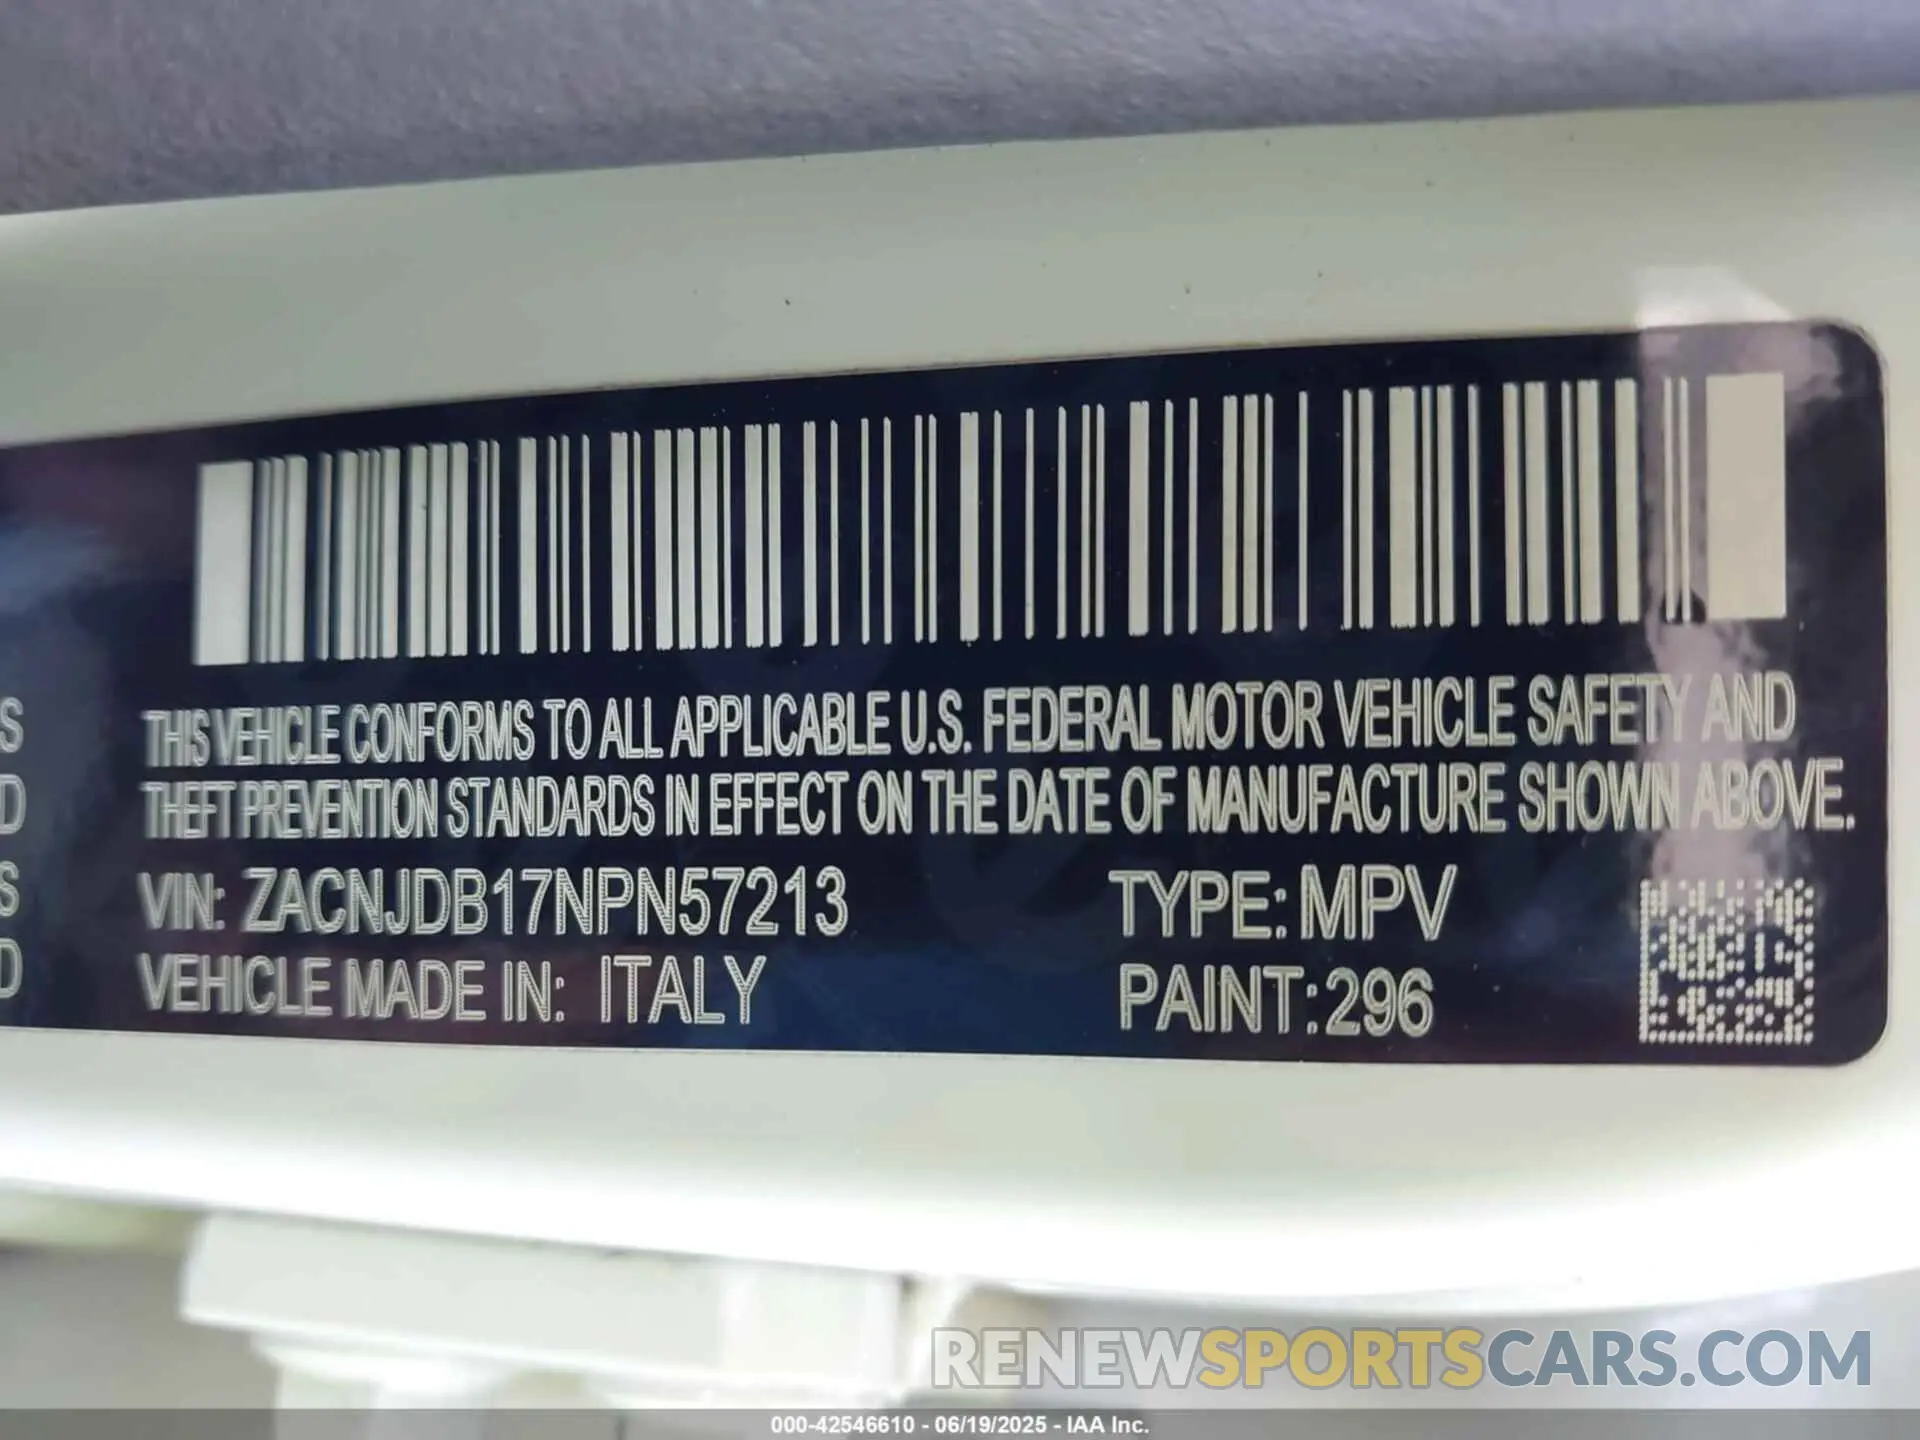 S
D
S
D
THIS VEHICLE CONFORMS TO ALL APPLICABLE U.S. FEDERAL MOTOR VEHICLE SAFETY AND
THEFT PREVENTION STANDARDS IN EFFECT ON THE DATE OF MANUFACTURE SHOWN ABOVE.
VIN: ZACNJDB17NPN57213 TYPE: MPV
VEHICLE MADE IN: ITALY PAINT:296
RENEWSPORTSCARS.COM
000-42546610 - 06/19/2025 - IAA Inc.